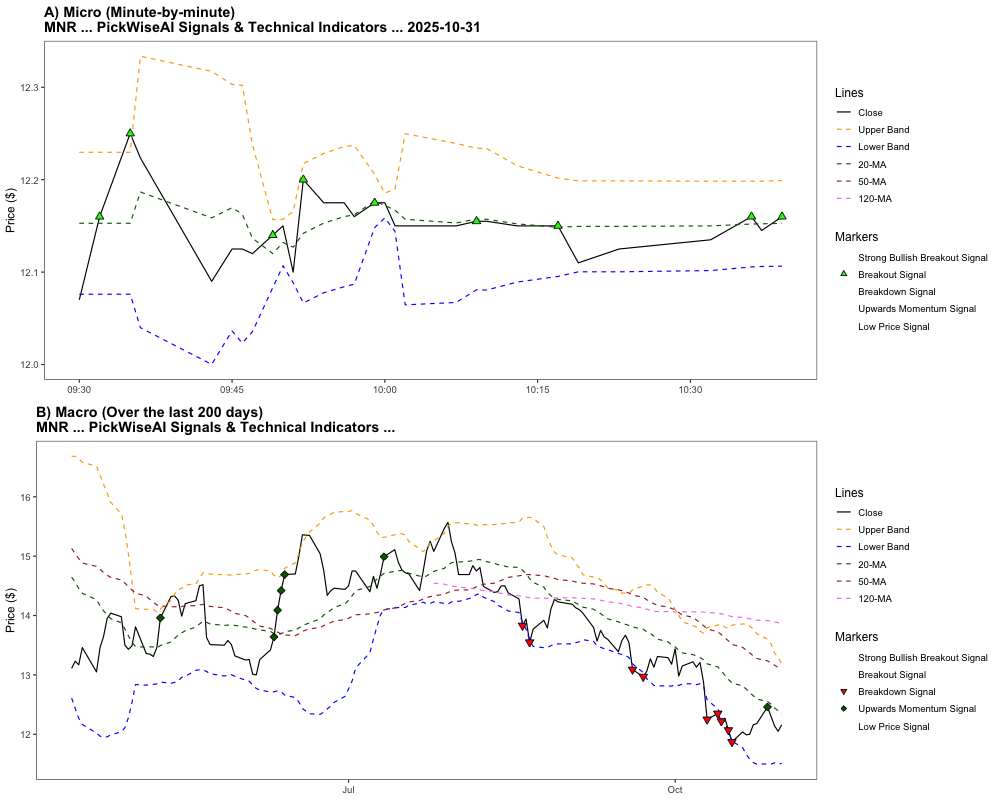 A) Micro (Minute-by-minute)
MNR ... PickWiseAI Signals & Technical Indicators ... 2025-10-31
Price ($)
12.3
12.2
12.1
12.0
09:30
09:45
10:00
10:15
10:30
Lines
Close
Upper Band
Lower Band
20-MA
50-MA
120-MA
Markers
Strong Bullish Breakout Signal
Breakout Signal
Breakdown Signal
Upwards Momentum Signal
Low Price Signal
B) Macro (Over the last 200 days)
MNR ... PickWiseAI Signals & Technical Indicators ...
Price ($)
16
15
14
13
12
Jul
Oct
Lines
Close
Upper Band
Lower Band
20-MA
50-MA
120-MA
Markers
Strong Bullish Breakout Signal
Breakout Signal
Breakdown Signal
Upwards Momentum Signal
Low Price Signal